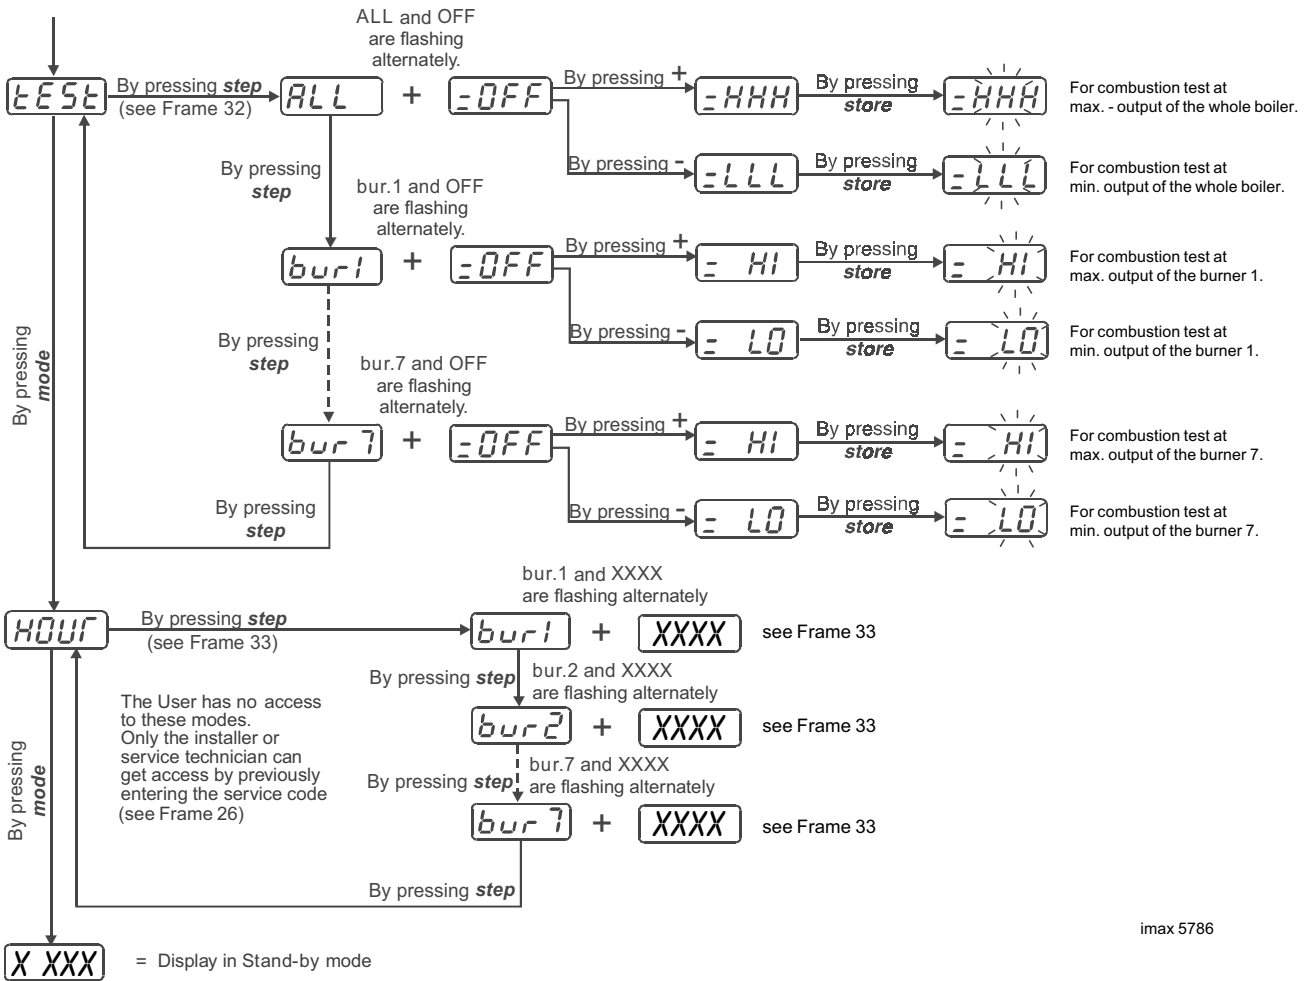 ALL and OFF
are flashing
alternately.
tESt
By pressing step
(see Frame 32)
ALL
+
=OFF
By pressing +
=HHH
By pressing
store
=HHH
For combustion test at
max. - output of the whole boiler.
By pressing
step
By pressing -
=LLL
By pressing
store
=LLL
For combustion test at
min. output of the whole boiler.
bur.1 and OFF
are flashing
alternately.
bur1
+
=OFF
By pressing +
= HI
By pressing
store
= HI
For combustion test at
max. output of the burner 1.
By pressing
step
By pressing -
= LO
By pressing
store
= LO
For combustion test at
min. output of the burner 1.
By pressing
mode
bur.7 and OFF
are flashing
alternately.
bur 7
+
=OFF
By pressing +
= HI
By pressing
store
= HI
For combustion test at
max. output of the burner 7.
By pressing
step
By pressing -
= LO
By pressing
store
= LO
For combustion test at
min. output of the burner 7.
bur.1 and XXXX
are flashing alternately
HOUr
By pressing step
(see Frame 33)
bur1
+
XXXX
see Frame 33
By pressing step
bur.2 and XXXX
are flashing alternately
The User has no access
to these modes.
Only the installer or
service technician can
get access by previously
entering the service code
(see Frame 26)
bur2
+
XXXX
see Frame 33
By pressing
mode
By pressing step
bur.7 and XXXX
are flashing alternately
bur 7
+
XXXX
see Frame 33
By pressing step
imax 5786
X XXX
= Display in Stand-by mode